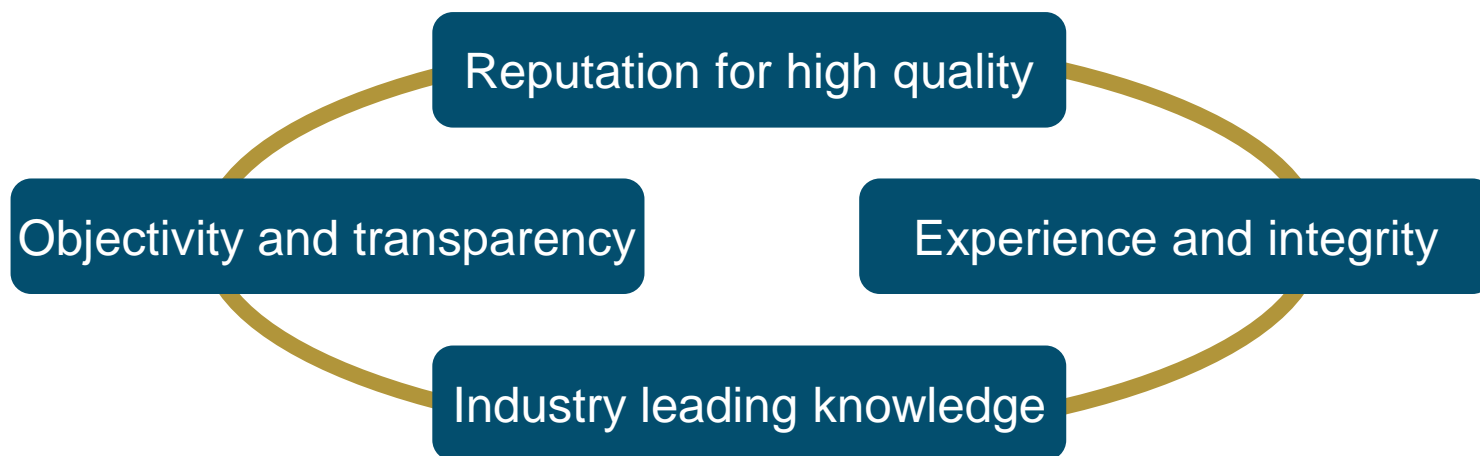 Reputation for high quality
Objectivity and transparency
Experience and integrity
Industry leading knowledge